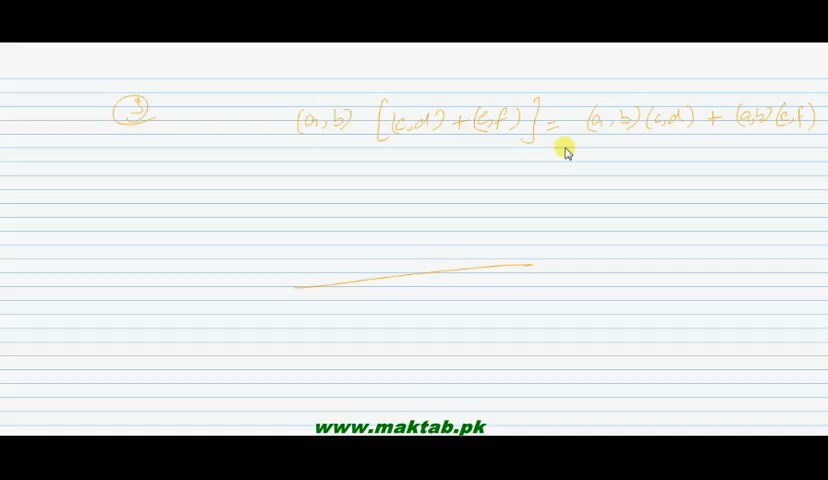 ③ (a,b) [(c,d) + (e,f)] = (a,b)(c,d) + (a,b)(e,f)
www.maktab.pk